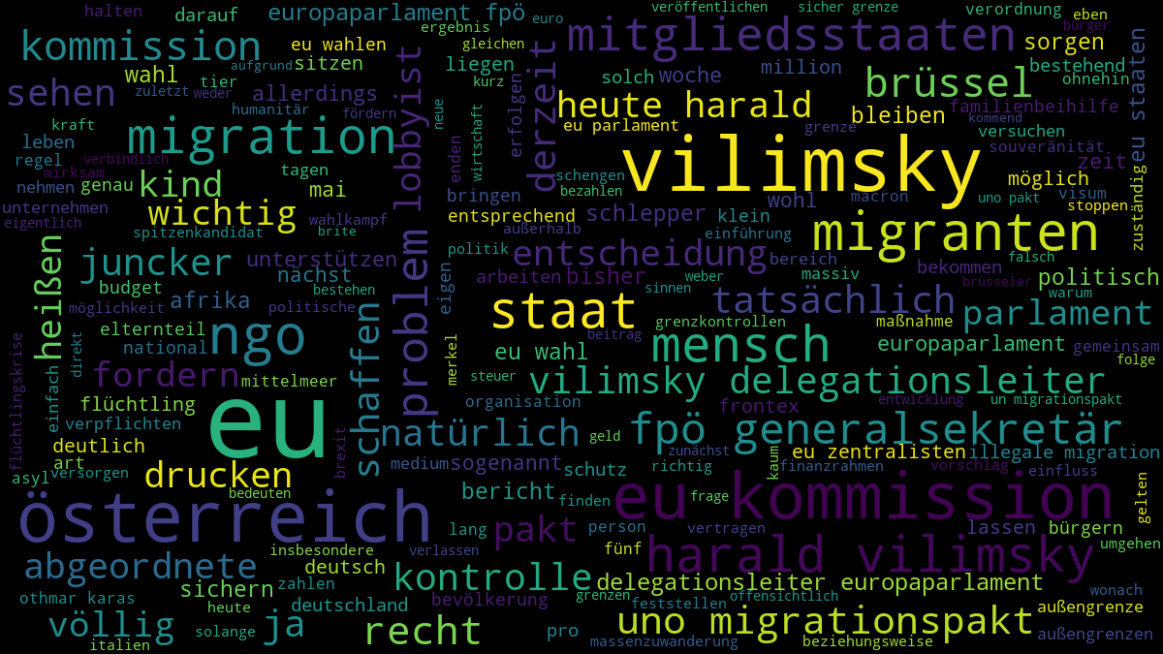 halten
darauf
europaparlament fpö
euro
veröffentlichen
sicher grenze
verordnung
eben
bürger
kommission
eu wahlen
ergebnis
gleichen
mitgliedsstaaten
sorgen
wahl
aufgrund
sitzen
liegen
solch
woche
million
brüssel
bestehend
ohnehin
sehen
zuletzt
weder
tier
allerdings
kurz
derzeit
heute harald
bleiben
familienbeihilfe
eu staaten
humanitär
fördern
lobbyist
neue
erfolgen
eu parlament
grenze
kommend
versuchen
kraft
migration
wirtschaft
vilimsky
souveränität
leben
regel
verbindlich
wirksam
tagen
enden
schengen
zeit
nehmen
genau
kind
mai
bringen
bezahlen
wohl
macron
uno pakt
möglich
visum
stoppen
unternehmen
eigentlich
wichtig
wahlkampf
entsprechend
schlepper
klein
migranten
zuständig
spitzenkandidat
brite
problem
außerhalb
einführung
heißen
juncker
unterstützen
politik
entscheidung
bereich
falsch
nächst
eigen
arbeiten
bisher
weber
massiv
bekommen
politisch
budget
bestehen
sinnen
brüsseler
warum
möglichkeit
afrika
politische
staat
tatsächlich
parlament
elternteil
ngo
schaffen
grenzkontrollen
maßnahme
national
beitrag
direkt
merkel
eu wahl
mensch
europaparlament
gemeinsam
folge
flüchtlingskrise
einfach
fordern
mittelmeer
steuer
vilimsky delegationsleiter
un migrationspakt
flüchtling
eu
organisation
frontex
entwicklung
verpflichten
natürlich
geld
fpö generalsekretär
deutlich
brexit
zunächst
eu zentralisten
illegale migration
art
asyl
versorgen
drucken
medium
sogenannt
schutz
richtig
kaum
finanzrahmen
vorschlag
einfluss
bedeuten
bericht
finden
eu kommission
frage
gelten
österreich
lang
pakt
person
vertragen
lassen
bürgern
insbesondere
verlassen
fünf
harald vilimsky
umgehen
abgeordnete
deutsch
kontrolle
delegationsleiter europaparlament
sichern
zahlen
wonach
othmar karas
heute
deutschland
bevölkerung
grenzen
feststellen
offensichtlich
außengrenze
völlig
solange
ja
recht
pro
uno migrationspakt
außengrenzen
italien
massenzuwanderung
beziehungsweise